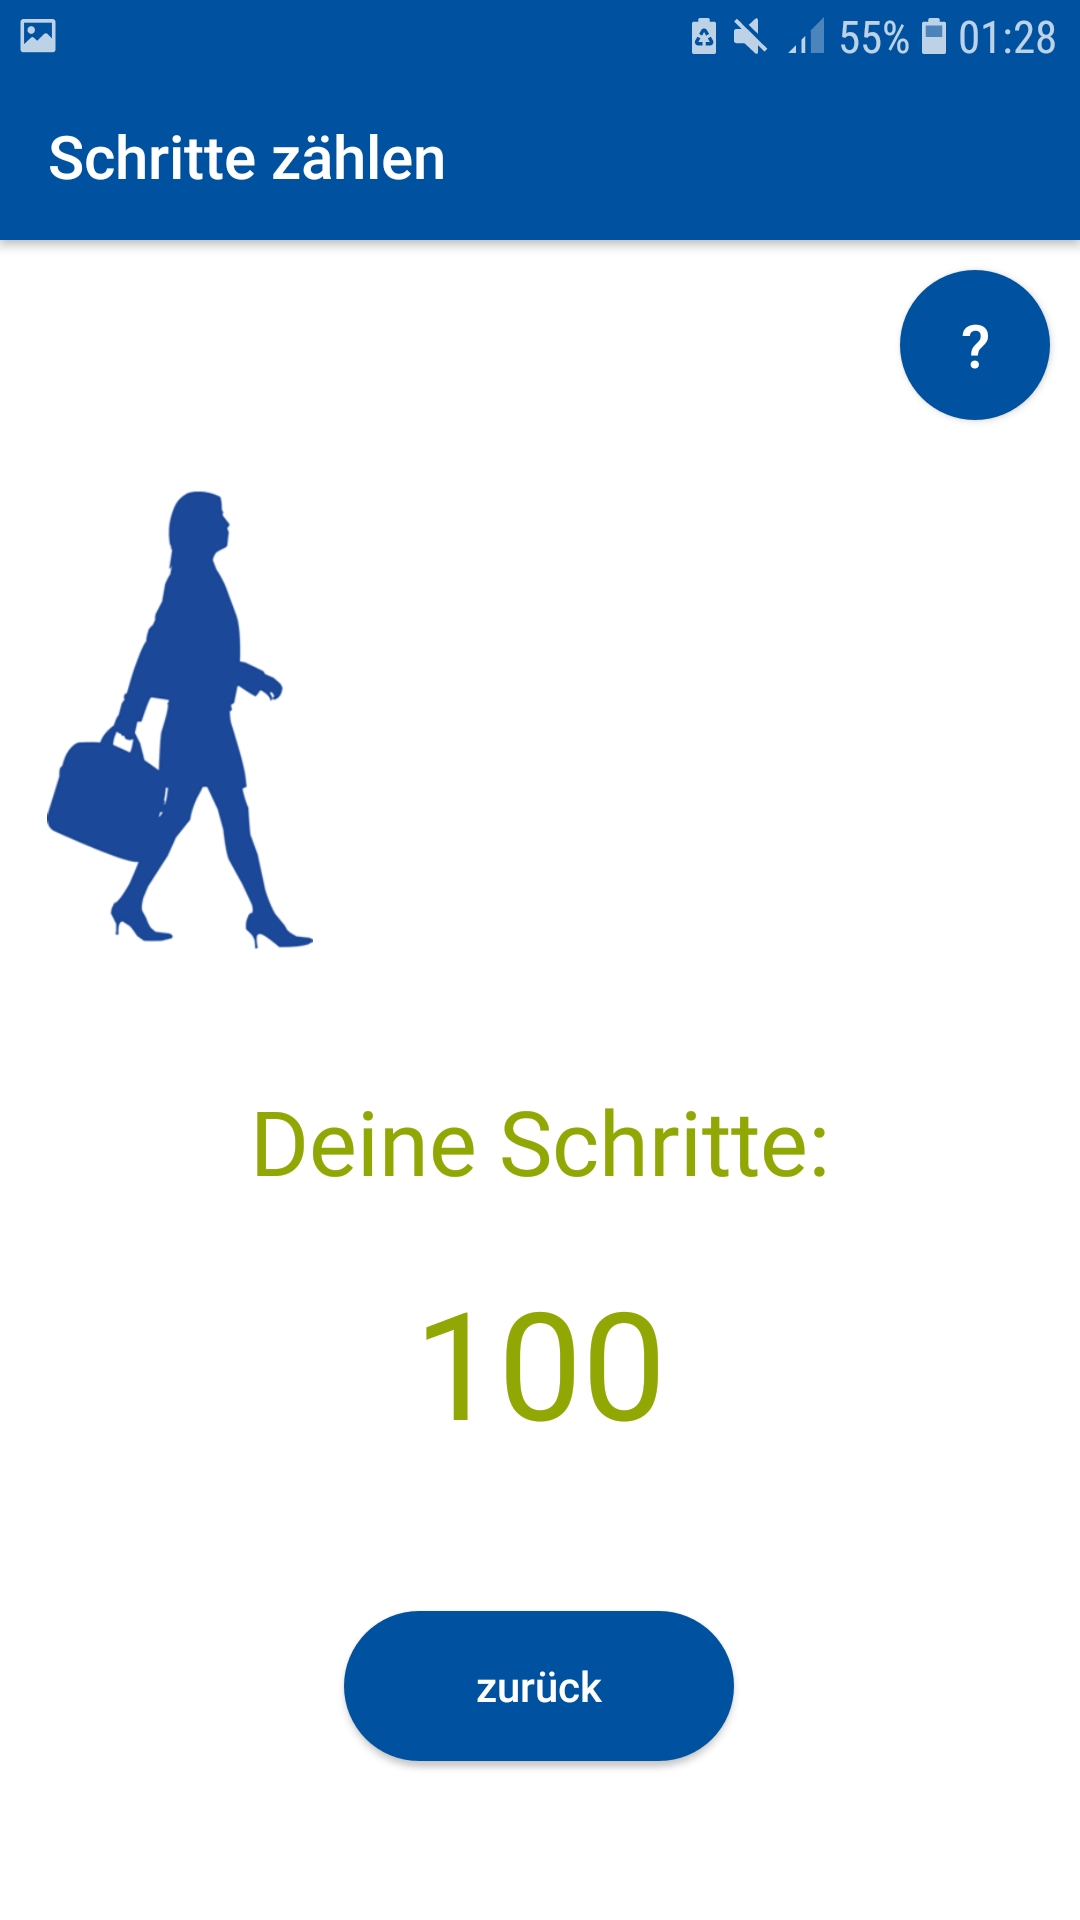 55% 01:28
Schritte zählen
?
Deine Schritte:
100
zurück